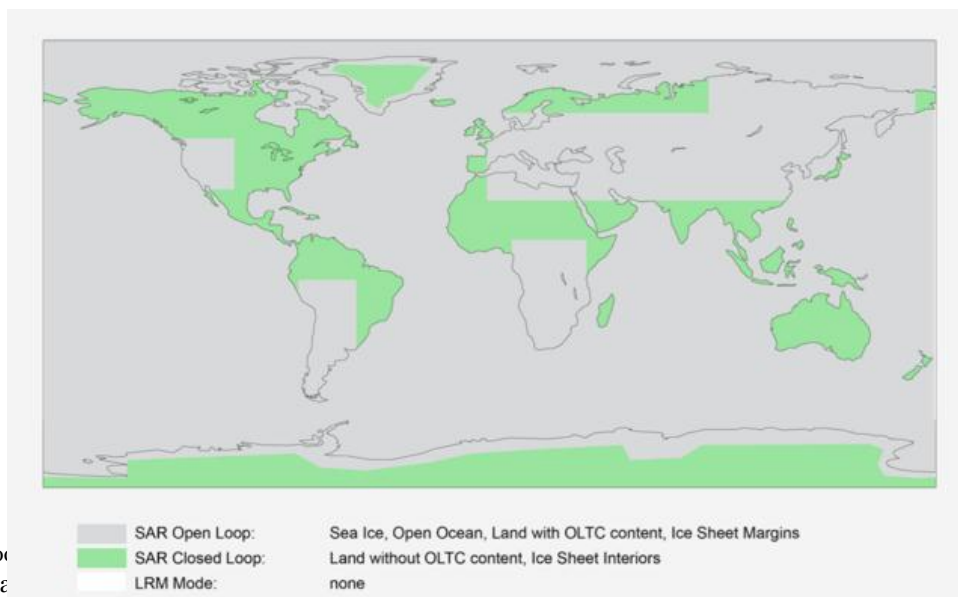 SAR Open Loop: Sea Ice, Open Ocean, Land with OLTC content, Ice Sheet Margins
SAR Closed Loop: Land without OLTC content, Ice Sheet Interiors
LRM Mode: none